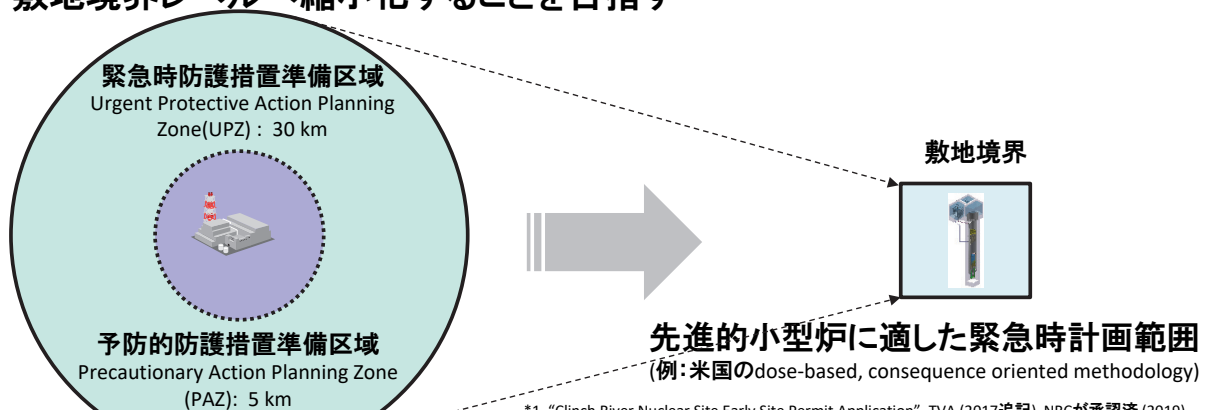 敷地境界レベルへ縮小化することを目指す
緊急時防護措置準備区域
Urgent Protective Action Planning
Zone(UPZ) : 30 km
敷地境界
予防的防護措置準備区域
Precautionary Action Planning Zone
(PAZ): 5 km
先進的小型炉に適した緊急時計画範囲
(例：米国のdose-based, consequence oriented methodology)
*1 “Clinch River Nuclear Site Early Site Permit Application”, TVA (2017追記), NRCが承認済 (2019)